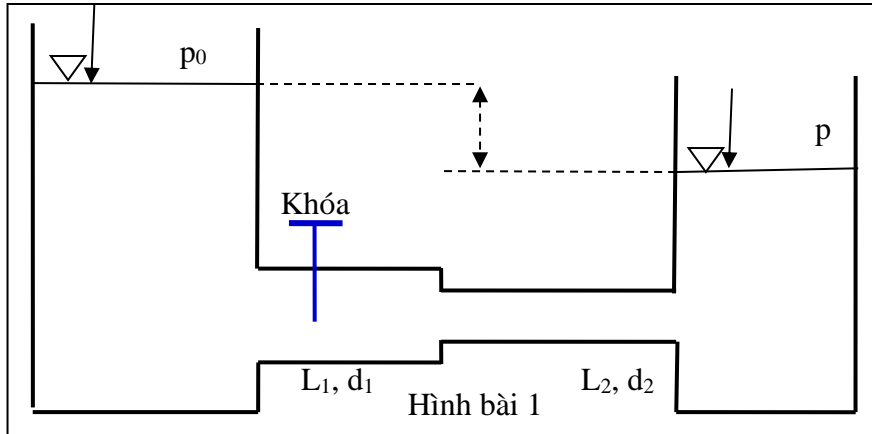 p₀
p
Khóa
L₁, d₁
L₂, d₂
Hình bài 1